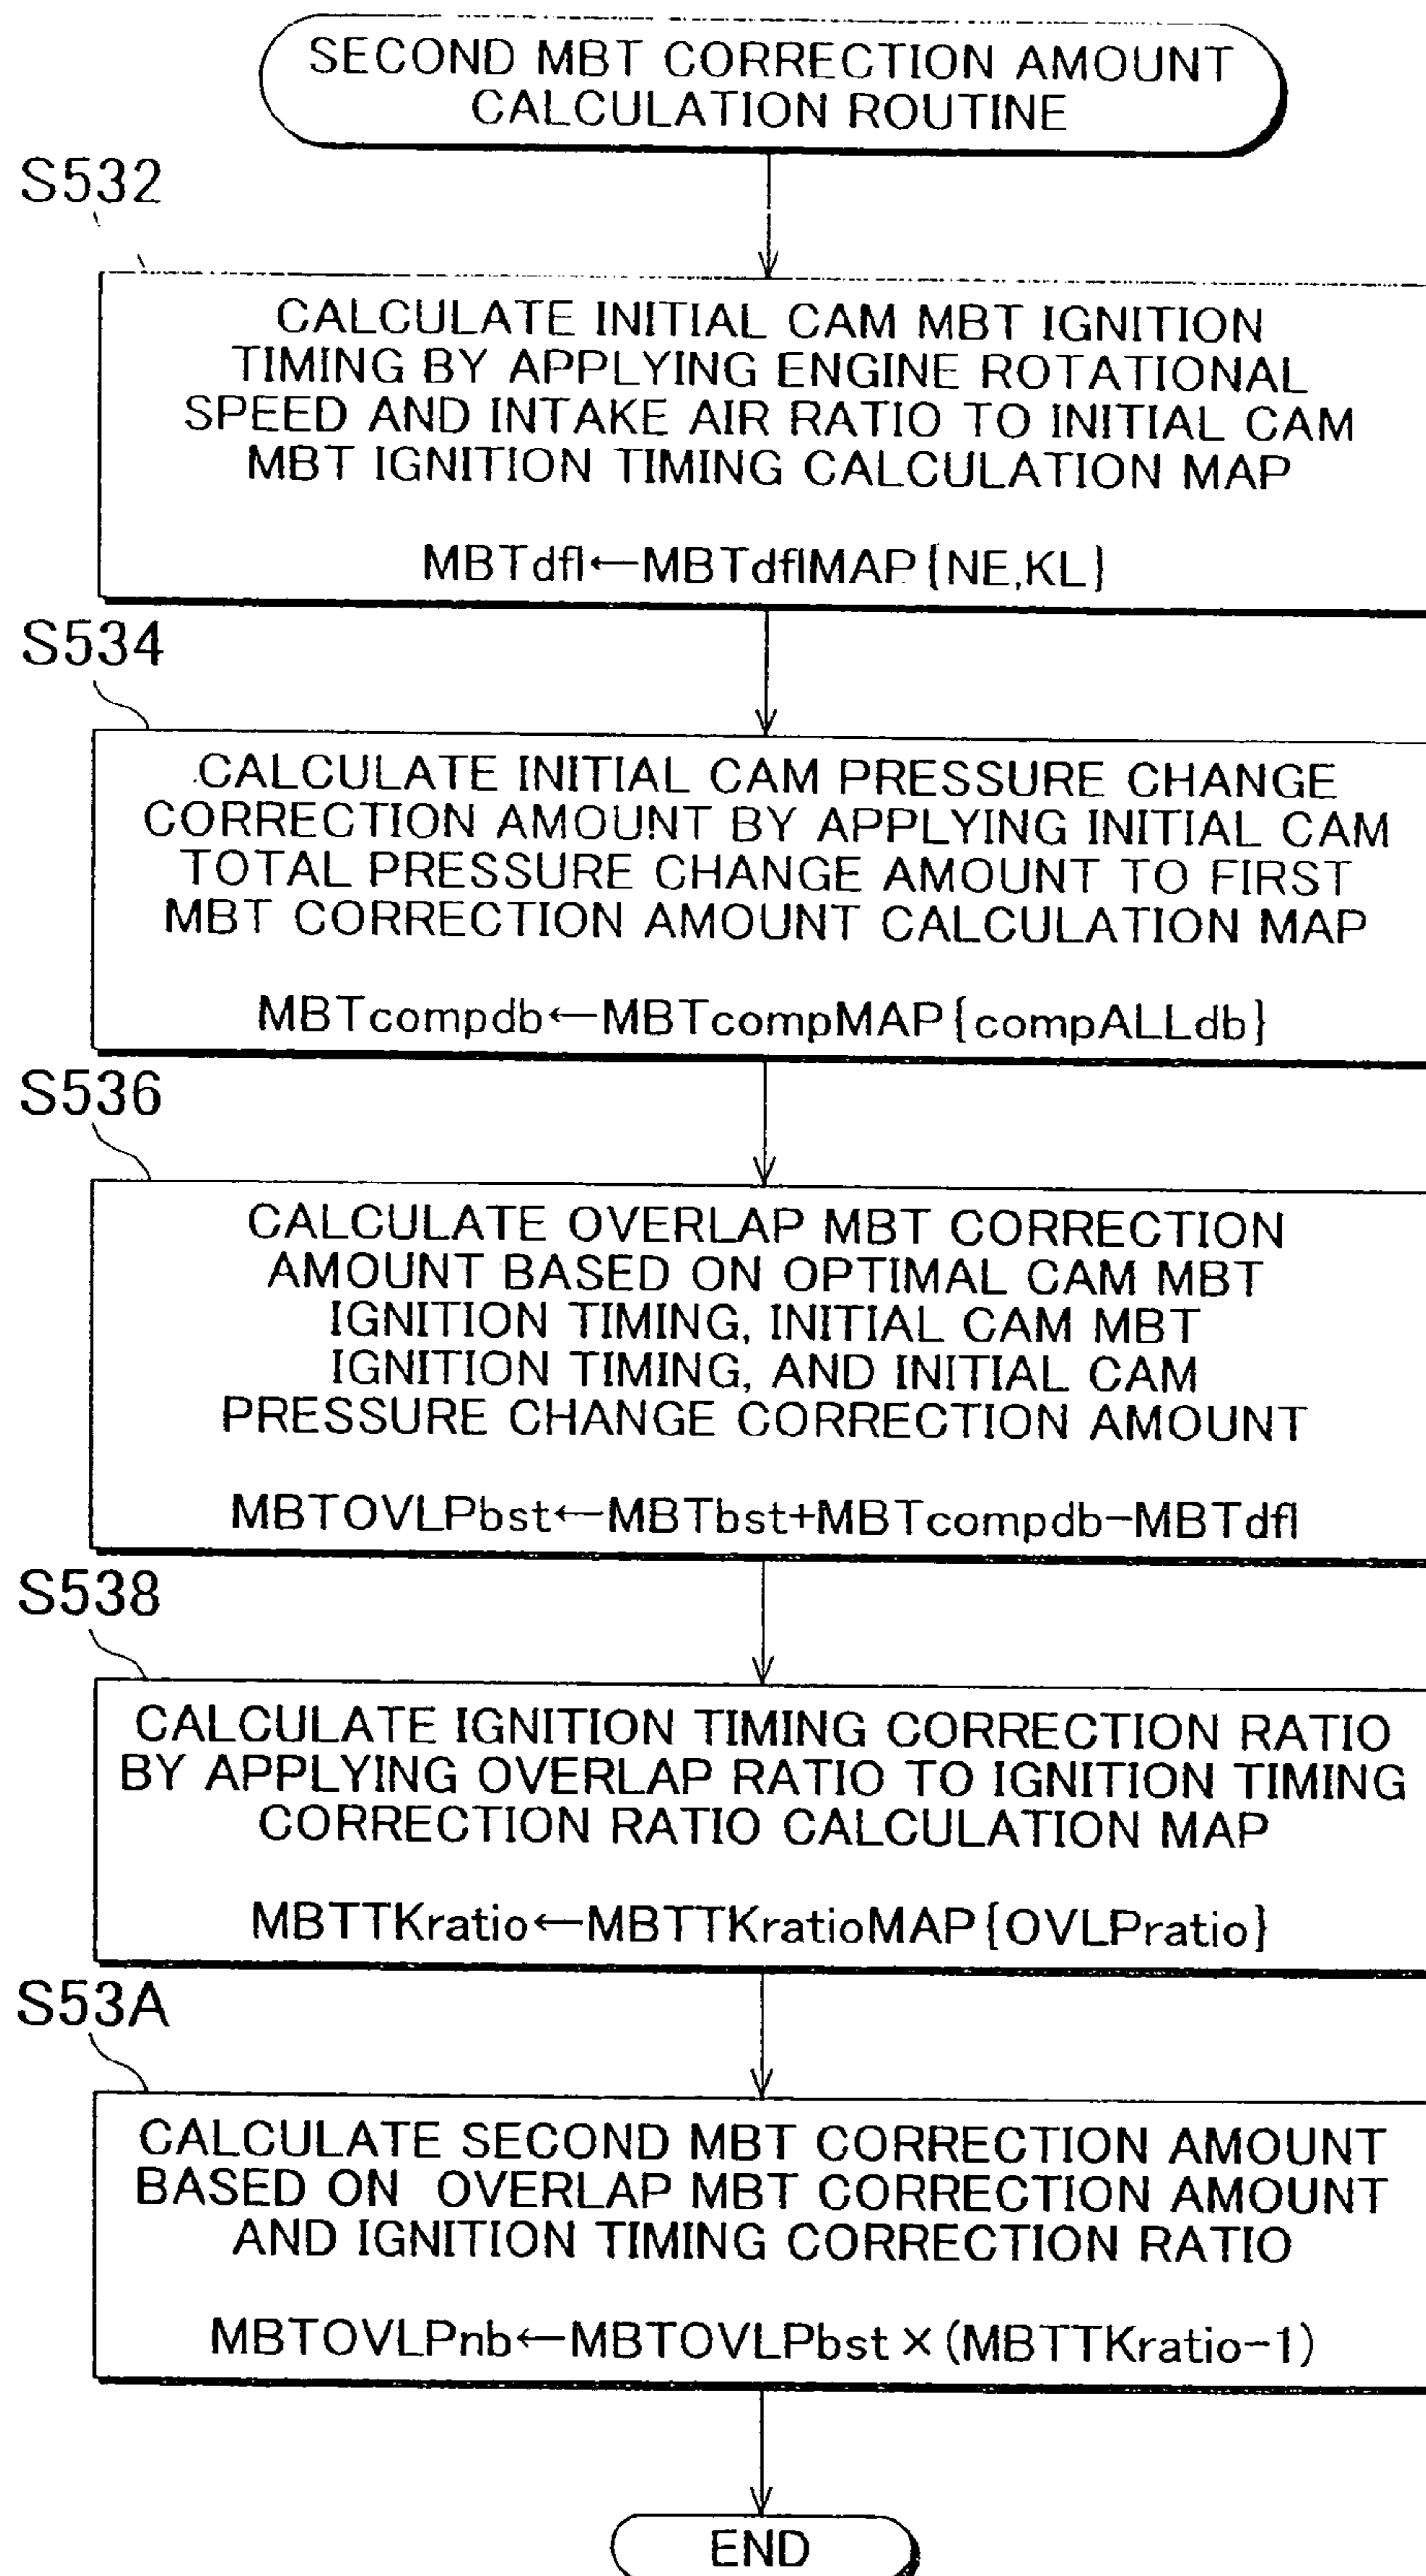 SECOND MBT CORRECTION AMOUNT
CALCULATION ROUTINE
S532
CALCULATE INITIAL CAM MBT IGNITION
TIMING BY APPLYING ENGINE ROTATIONAL
SPEED AND INTAKE AIR RATIO TO INITIAL CAM
MBT IGNITION TIMING CALCULATION MAP
MBTdfl←MBTdflMAP{NE,KL}
S534
CALCULATE INITIAL CAM PRESSURE CHANGE
CORRECTION AMOUNT BY APPLYING INITIAL CAM
TOTAL PRESSURE CHANGE AMOUNT TO FIRST
MBT CORRECTION AMOUNT CALCULATION MAP
MBTcompdb←MBTcompMAP{compALLdb}
S536
CALCULATE OVERLAP MBT CORRECTION
AMOUNT BASED ON OPTIMAL CAM MBT
IGNITION TIMING, INITIAL CAM MBT
IGNITION TIMING, AND INITIAL CAM
PRESSURE CHANGE CORRECTION AMOUNT
MBTOVLPbst←MBTbst+MBTcompdb-MBTdfl
S538
CALCULATE IGNITION TIMING CORRECTION RATIO
BY APPLYING OVERLAP RATIO TO IGNITION TIMING
CORRECTION RATIO CALCULATION MAP
MBTTKratio←MBTTKratioMAP{OVLPratio}
S53A
CALCULATE SECOND MBT CORRECTION AMOUNT
BASED ON OVERLAP MBT CORRECTION AMOUNT
AND IGNITION TIMING CORRECTION RATIO
MBTOVLPnb←MBTOVLPbst×(MBTTKratio-1)
END